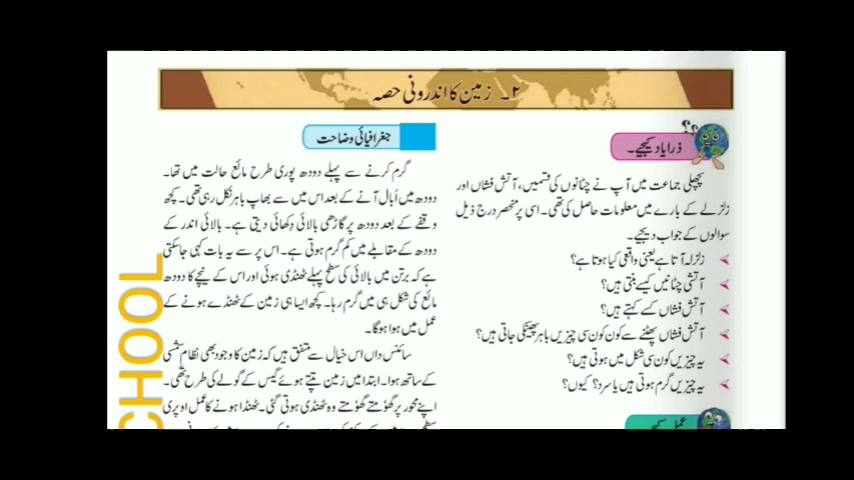 ۲۔ زمین کا اندرونی حصہ
ذرا یاد کیجیے۔
پچھلی جماعت میں آپ نے چٹانوں کی قسمیں، آتش فشاں اور
زلزلے کے بارے میں معلومات حاصل کی تھی۔ اسی پر منحصر درج ذیل
سوالوں کے جواب دیجیے۔
زلزلہ آتا ہے یعنی واقعی کیا ہوتا ہے؟
آتشی چٹانیں کیسے بنتی ہیں؟
آتش فشاں کسے کہتے ہیں؟
آتش فشاں پھٹنے سے کون کون سی چیزیں باہر پھینکی جاتی ہیں؟
یہ چیزیں کون سی شکل میں ہوتی ہیں؟
یہ چیزیں گرم ہوتی ہیں یا سرد؟ کیوں؟
عمل کیجیے
جغرافیائی وضاحت
گرم کرنے سے پہلے دودھ پوری طرح مائع حالت میں تھا۔
دودھ میں اُبال آنے کے بعد اس میں سے بھاپ باہر نکل رہی تھی۔ کچھ
وقفے کے بعد دودھ پر گاڑھی بالائی دِکھائی دیتی ہے۔ بالائی اندر کے
دودھ کے مقابلے میں کم گرم ہوتی ہے۔ اس پر سے یہ بات کہی جاسکتی
ہے کہ برتن میں بالائی کی سطح پہلے ٹھنڈی ہوئی اور اس کے نیچے کا دودھ
مائع کی شکل ہی میں گرم رہا۔ کچھ ایسا ہی زمین کے ٹھنڈے ہونے کے
عمل میں ہوا ہوگا۔
سائنس داں اس خیال سے متفق ہیں کہ زمین کا وجود بھی نظامِ شمسی
کے ساتھ ہوا۔ ابتدا میں زمین تپتے ہوئے گیس کے گولے کی طرح تھی۔
اپنے محور پر گھومتے گھومتے وہ ٹھنڈی ہوتی گئی۔ ٹھنڈا ہونے کا عمل اوپری
CHOOL